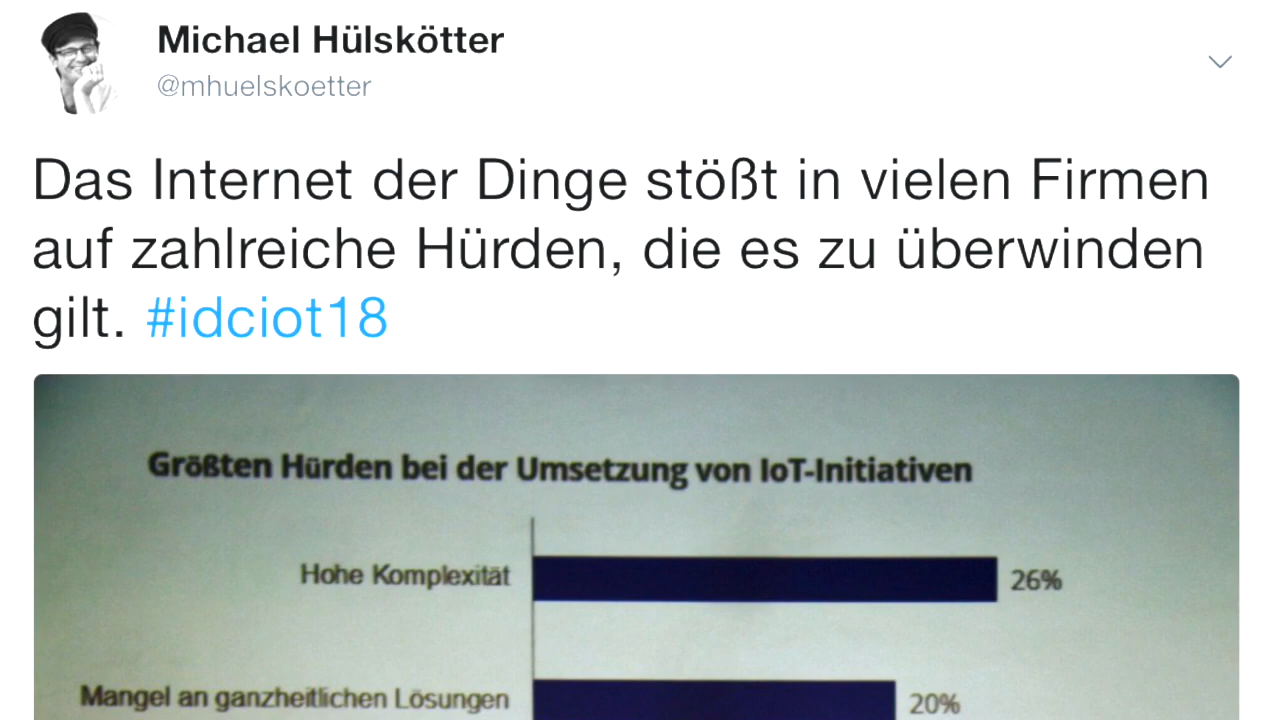 Michael Hülskötter
@mhuelskoetter
Das Internet der Dinge stößt in vielen Firmen
auf zahlreiche Hürden, die es zu überwinden
gilt. #idciot18
Größten Hürden bei der Umsetzung von IoT-Initiativen
Hohe Komplexität 26%
Mangel an ganzheitlichen Lösungen 20%